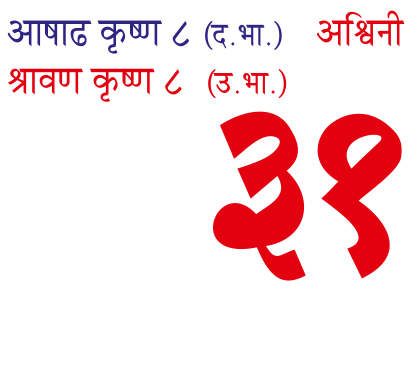 आषाढ कृष्ण ८ (द.भा.) अश्विनी
श्रावण कृष्ण ८ (उ.भा.)
३१